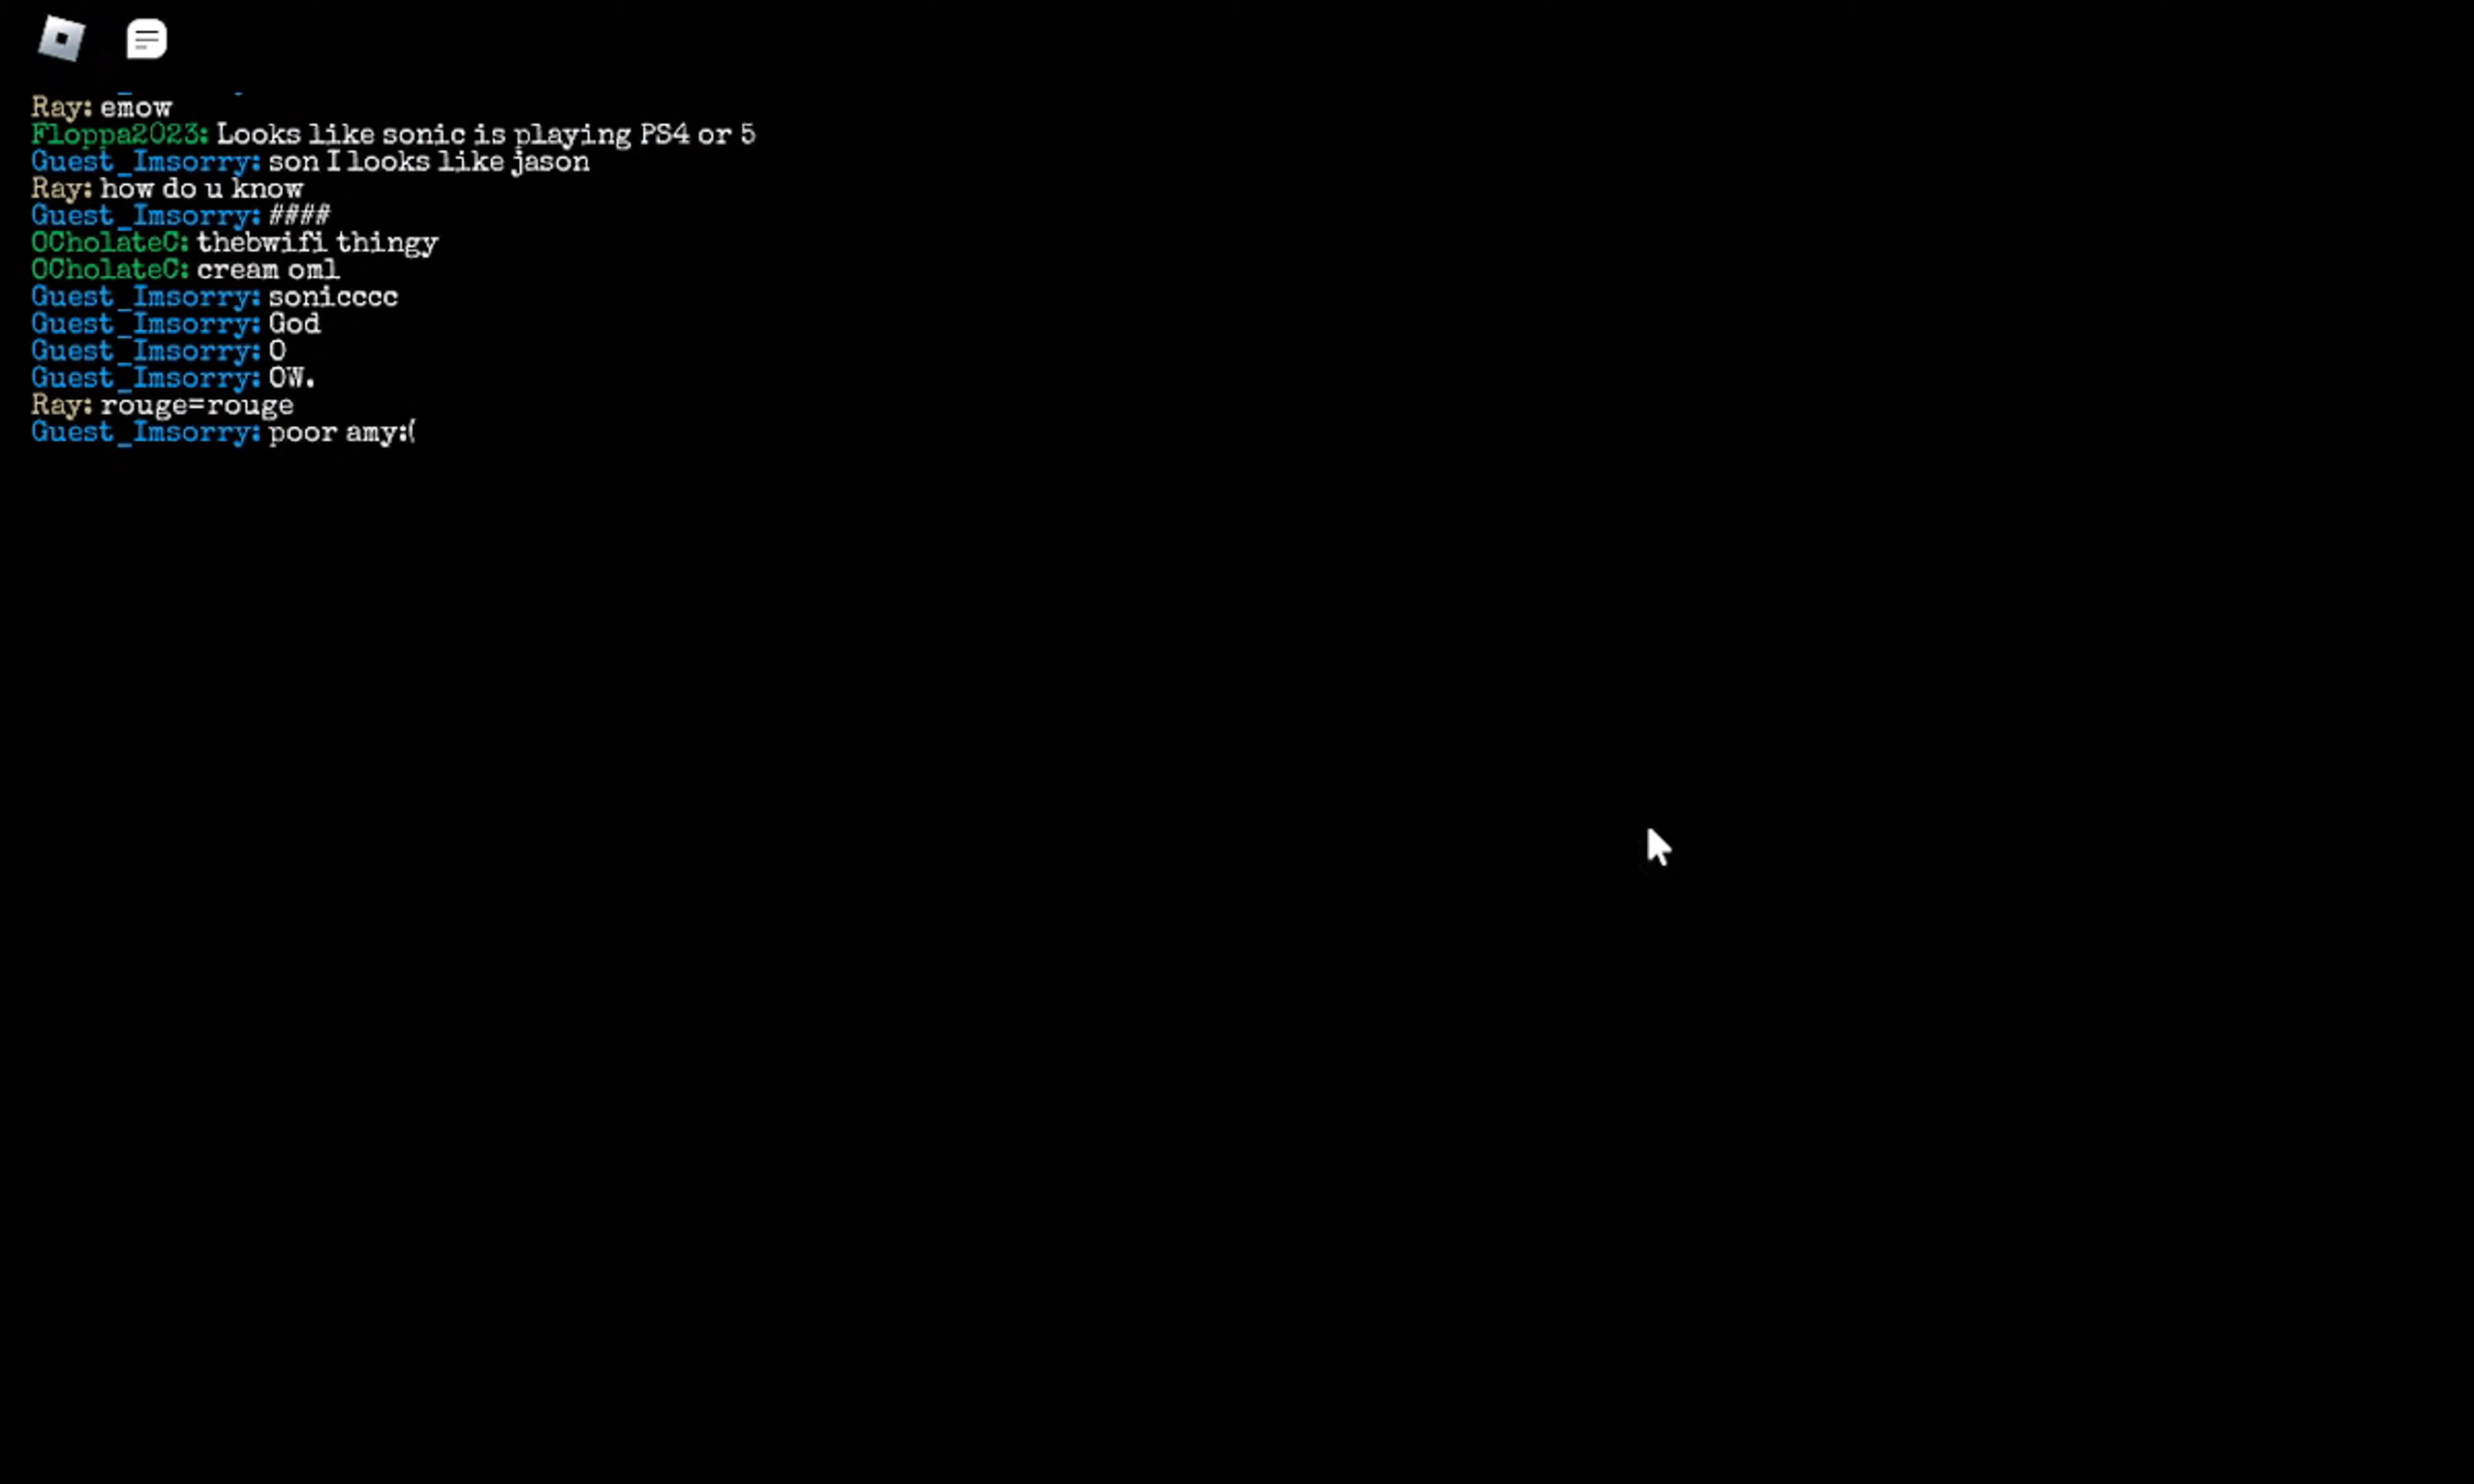 Ray: emow
Floppa2023: Looks like sonic is playing PS4 or 5
Guest_Imsorry: son I looks like jason
Ray: how do u know
Guest_Imsorry: ####
OCholateC: thebwifi thingy
OCholateC: cream oml
Guest_Imsorry: sonicccc
Guest_Imsorry: God
Guest_Imsorry: O
Guest_Imsorry: OW.
Ray: rouge=rouge
Guest_Imsorry: poor amy:(